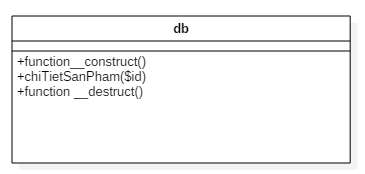 db
+function__construct()
+chiTietSanPham($id)
+function __destruct()